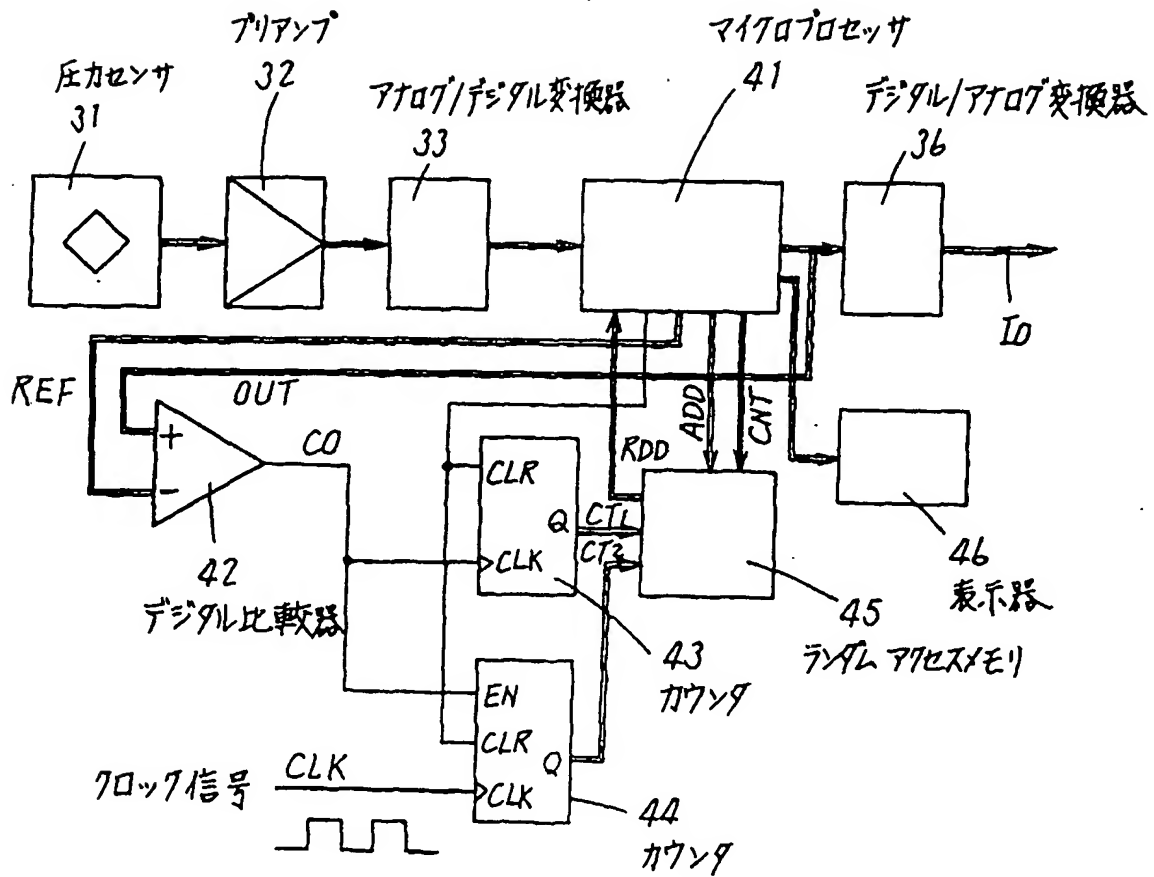 プリアンプ
32
圧力センサ
31
アナログ/デジタル変換器
33
マイクロプロセッサ
41
デジタル/アナログ変換器
36
IO
REF
OUT
+
-
CO
42
デジタル比較器
CLR
Q
CLK
43
カウンタ
RDD
ADD
CNT
CT1
CT2
45
ランダムアクセスメモリ
46
表示器
EN
CLR
Q
CLK
44
カウンタ
クロック信号
CLK